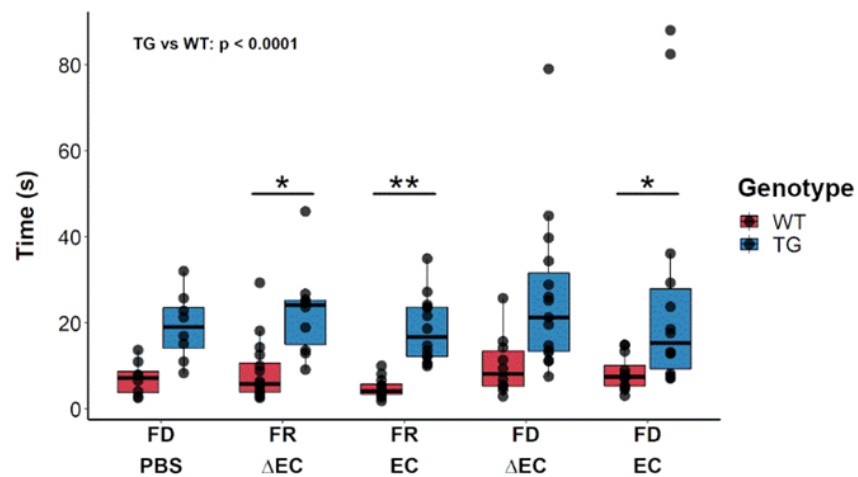 TG vs WT: p < 0.0001
80
60
40
20
0
Time (s)
* ** *
Genotype
WT
TG
FD FR FR FD FD
PBS ΔEC EC ΔEC EC